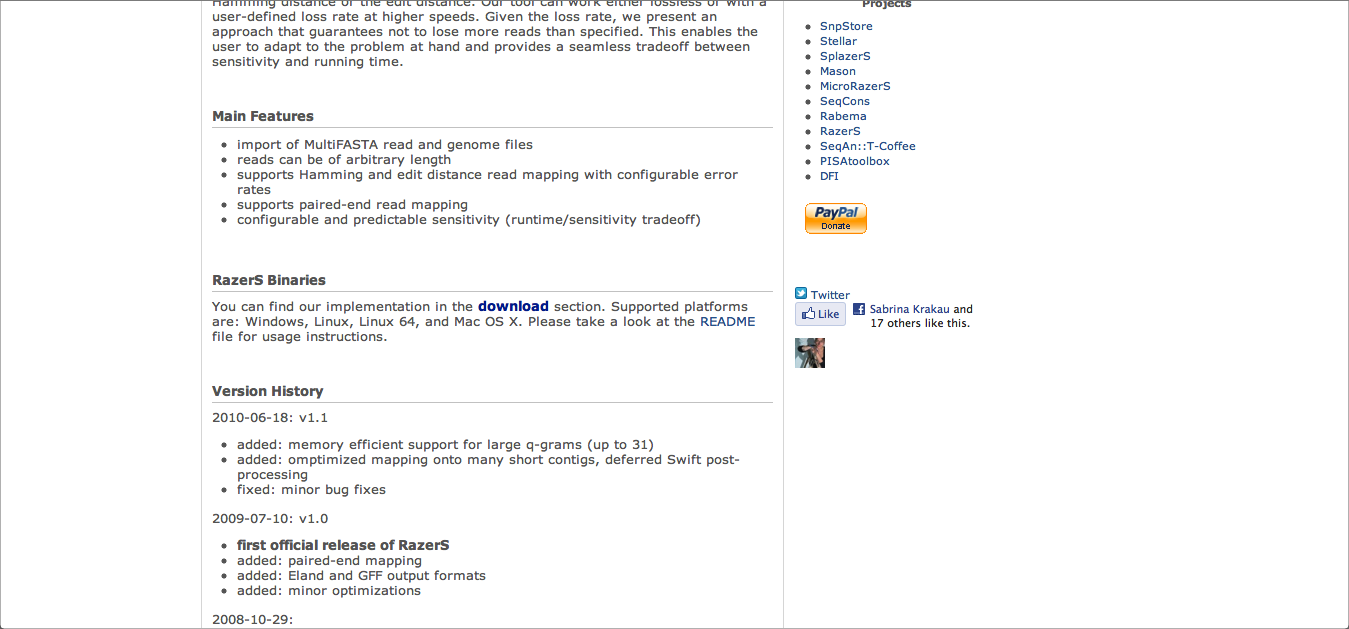 Hamming distance or the edit distance. Our tool can work either lossless or with a
user-defined loss rate at higher speeds. Given the loss rate, we present an
approach that guarantees not to lose more reads than specified. This enables the
user to adapt to the problem at hand and provides a seamless tradeoff between
sensitivity and running time.
Main Features
import of MultiFASTA read and genome files
reads can be of arbitrary length
supports Hamming and edit distance read mapping with configurable error
rates
supports paired-end read mapping
configurable and predictable sensitivity (runtime/sensitivity tradeoff)
RazerS Binaries
You can find our implementation in the download section. Supported platforms
are: Windows, Linux, Linux 64, and Mac OS X. Please take a look at the README
file for usage instructions.
Version History
2010-06-18: v1.1
added: memory efficient support for large q-grams (up to 31)
added: omptimized mapping onto many short contigs, deferred Swift post-
processing
fixed: minor bug fixes
2009-07-10: v1.0
first official release of RazerS
added: paired-end mapping
added: Eland and GFF output formats
added: minor optimizations
2008-10-29:
Projects
SnpStore
Stellar
SplazerS
Mason
MicroRazerS
SeqCons
Rabema
RazerS
SeqAn::T-Coffee
PISAtoolbox
DFI
PayPal
Donate
Twitter
Like
Sabrina Krakau and
17 others like this.